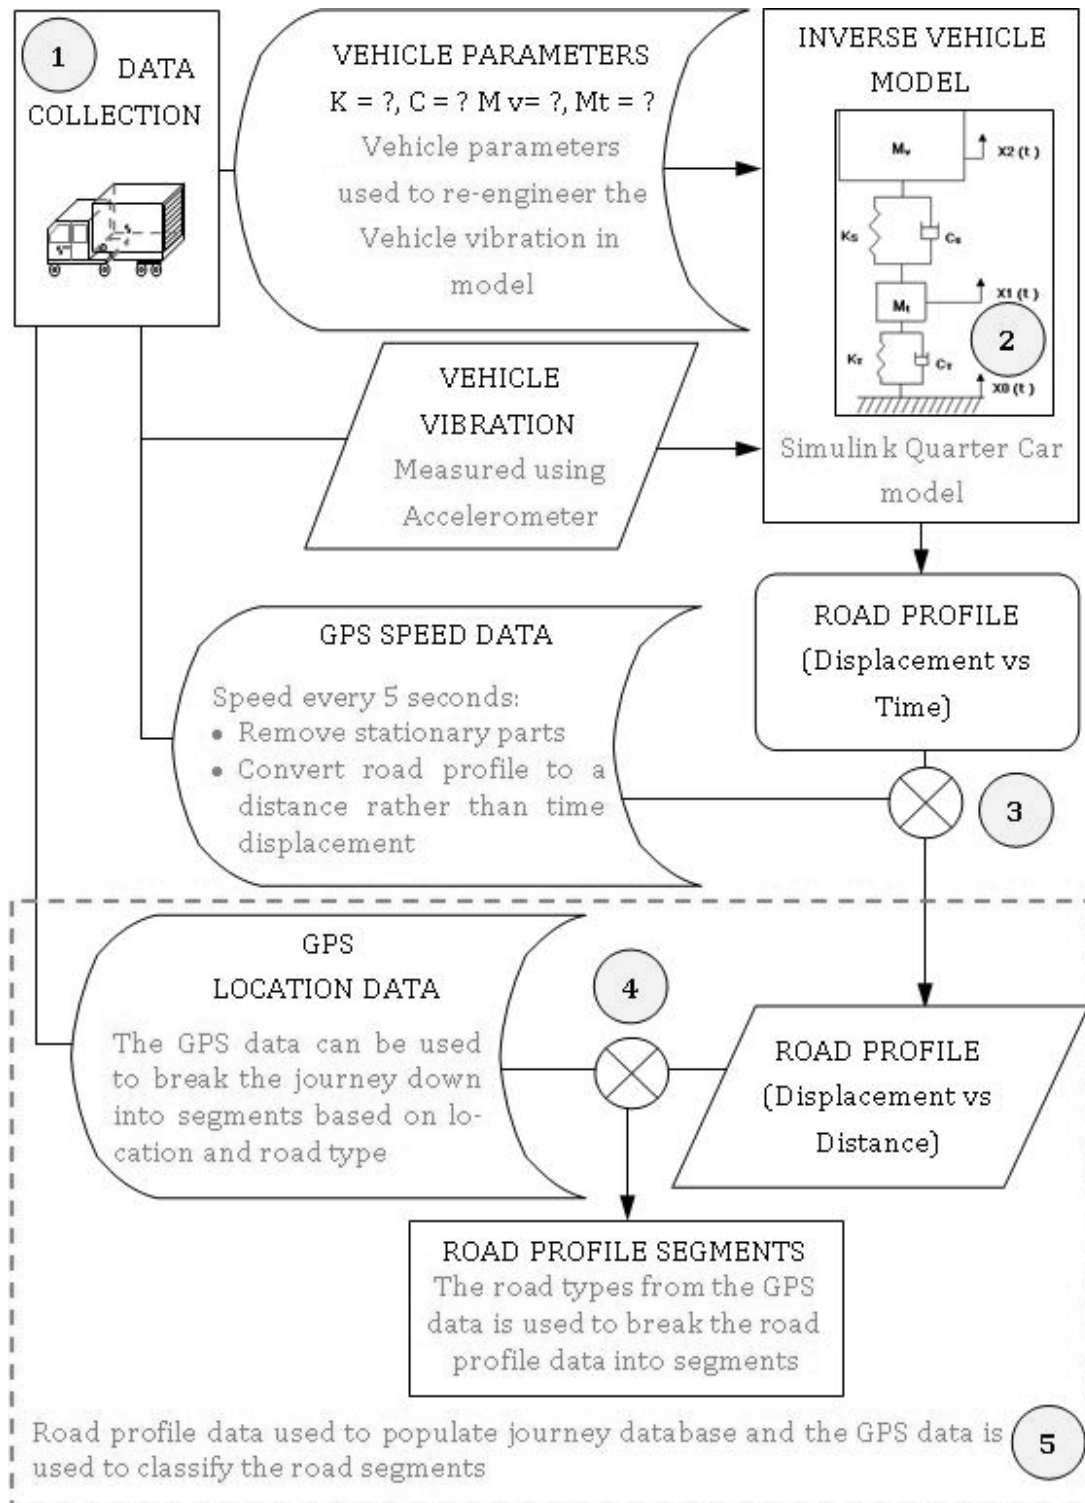 1
DATA
COLLECTION
VEHICLE PARAMETERS
K = ?, C = ? M v= ?, Mt = ?
Vehicle parameters
used to re-engineer the
Vehicle vibration in
model
INVERSE VEHICLE
MODEL
Mv
X2 (t )
Ks
Cs
Mt
X1 (t )
2
KT
CT
X0 (t )
Simulink Quarter Car
model
VEHICLE
VIBRATION
Measured using
Accelerometer
ROAD PROFILE
(Displacement vs
Time)
GPS SPEED DATA
Speed every 5 seconds:
• Remove stationary parts
• Convert road profile to a
distance rather than time
displacement
3
GPS
LOCATION DATA
The GPS data can be used
to break the journey down
into segments based on lo-
cation and road type
4
ROAD PROFILE
(Displacement vs
Distance)
ROAD PROFILE SEGMENTS
The road types from the GPS
data is used to break the road
profile data into segments
Road profile data used to populate journey database and the GPS data is
used to classify the road segments
5